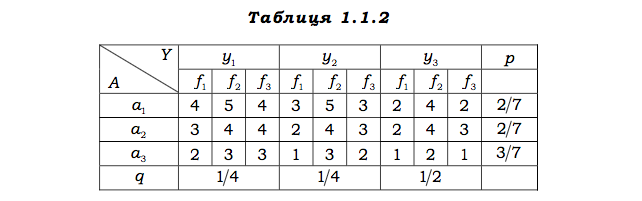 Таблиця 1.1.2
Y y₁ y₂ y₃ p
A f₁ f₂ f₃ f₁ f₂ f₃ f₁ f₂ f₃
a₁ 4 5 4 3 5 3 2 4 2 2/7
a₂ 3 4 4 2 4 3 2 4 3 2/7
a₃ 2 3 3 1 3 2 1 2 1 3/7
q 1/4 1/4 1/2